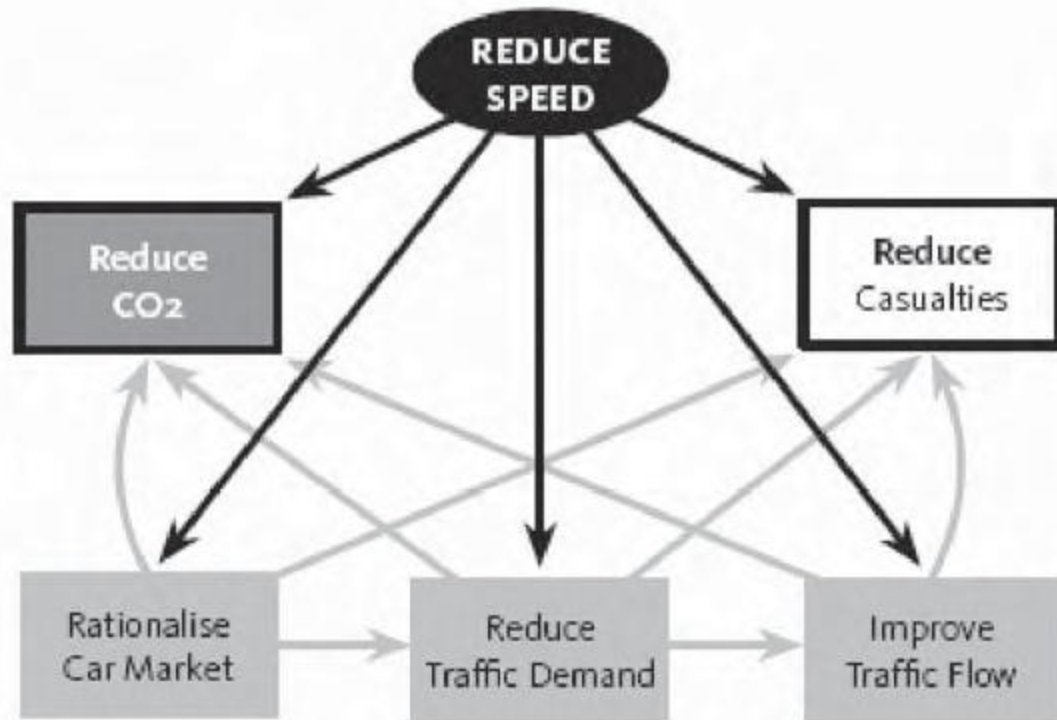 REDUCE
SPEED
Reduce
CO2
Reduce
Casualties
Rationalise
Car Market
Reduce
Traffic Demand
Improve
Traffic Flow